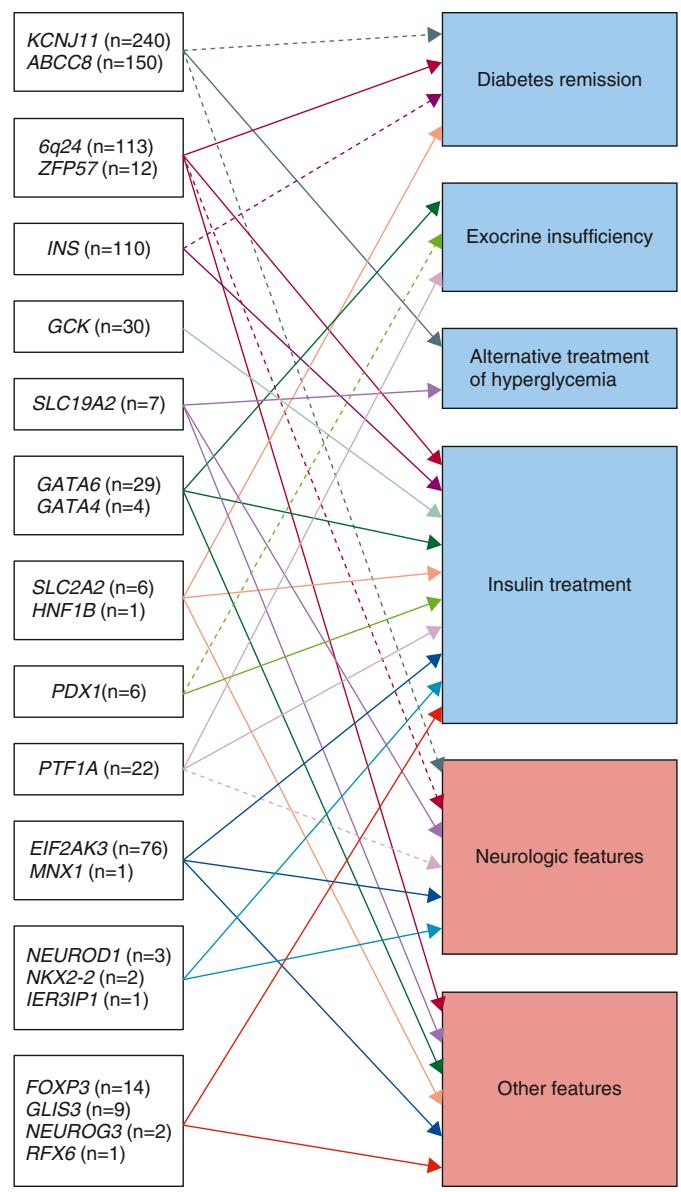 KCNJ11 (n=240)
ABCC8 (n=150)
6q24 (n=113)
ZFP57 (n=12)
INS (n=110)
GCK (n=30)
SLC19A2 (n=7)
GATA6 (n=29)
GATA4 (n=4)
SLC2A2 (n=6)
HNF1B (n=1)
PDX1(n=6)
PTF1A (n=22)
EIF2AK3 (n=76)
MNX1 (n=1)
NEUROD1 (n=3)
NKX2-2 (n=2)
IER3IP1 (n=1)
FOXP3 (n=14)
GLIS3 (n=9)
NEUROG3 (n=2)
RFX6 (n=1)
Diabetes remission
Exocrine insufficiency
Alternative treatment
of hyperglycemia
Insulin treatment
Neurologic features
Other features